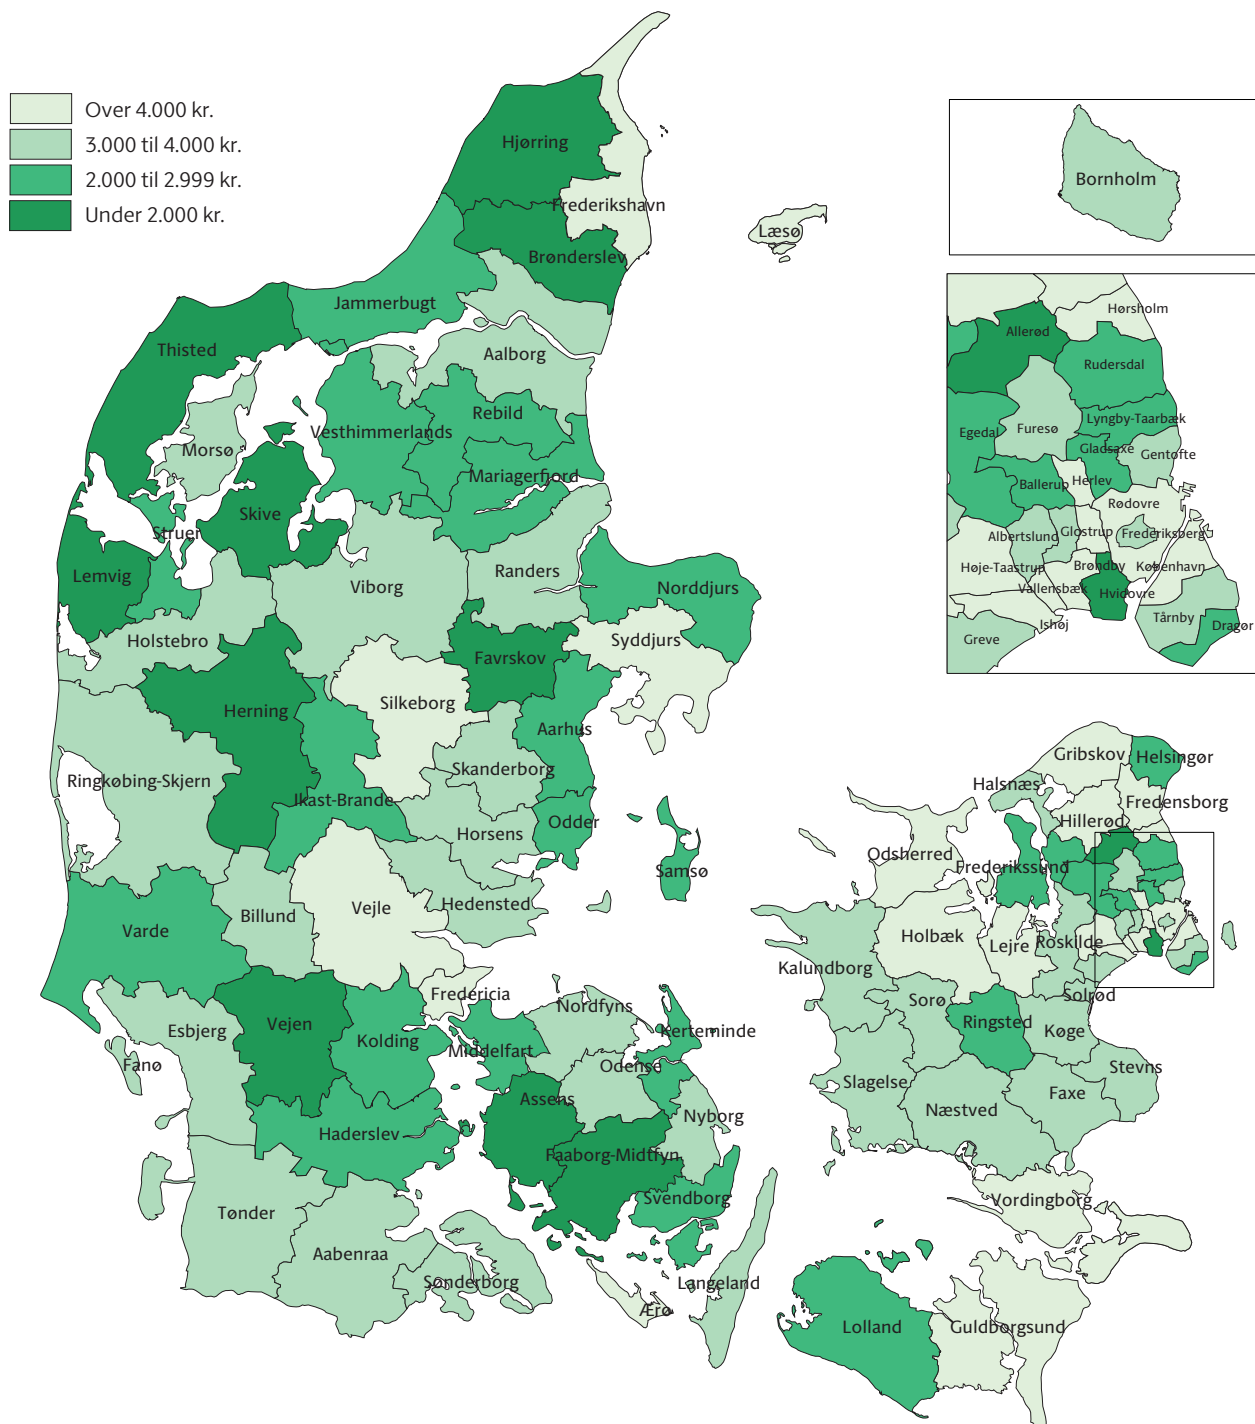 Over 4.000 kr.
3.000 til 4.000 kr.
2.000 til 2.999 kr.
Under 2.000 kr.
Hjørring
Frederikshavn
Læsø
Brønderslev
Jammerbugt
Thisted
Aalborg
Rebild
Vesthimmerlands
Morsø
Mariagerfjord
Skive
Struer
Lemvig
Viborg
Randers
Norddjurs
Holstebro
Syddjurs
Favrskov
Silkeborg
Herning
Aarhus
Skanderborg
Ringkøbing-Skjern
Ikast-Brande
Odder
Horsens
Samsø
Hedensted
Vejle
Billund
Varde
Fredericia
Vejen
Esbjerg
Kolding
Fanø
Haderslev
Tønder
Aabenraa
Sønderborg
Nordfyns
Kerteminde
Middelfart
Odense
Assens
Nyborg
Faaborg-Midtfyn
Svendborg
Langeland
Ærø
Bornholm
Hørsholm
Allerød
Rudersdal
Lyngby-Taarbæk
Egedal
Furesø
Gladsaxe
Gentofte
Ballerup
Herlev
Rødovre
Albertslund
Glostrup
Frederiksberg
Høje-Taastrup
Brøndby
København
Vallensbæk
Hvidovre
Ishøj
Tårnby
Dragør
Greve
Gribskov
Helsingør
Halsnæs
Fredensborg
Hillerød
Odsherred
Frederikssund
Holbæk
Lejre
Roskilde
Kalundborg
Solrød
Sorø
Ringsted
Køge
Stevns
Slagelse
Næstved
Faxe
Vordingborg
Lolland
Guldborgsund